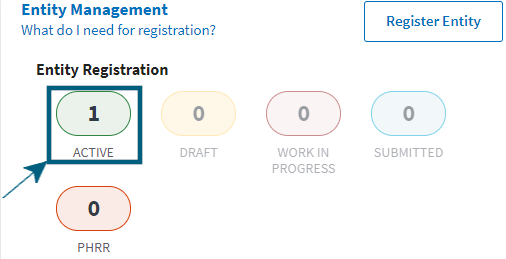 Entity Management
What do I need for registration?
Register Entity
Entity Registration
1
0
0
0
ACTIVE
DRAFT
WORK IN
PROGRESS
SUBMITTED
0
PHRR